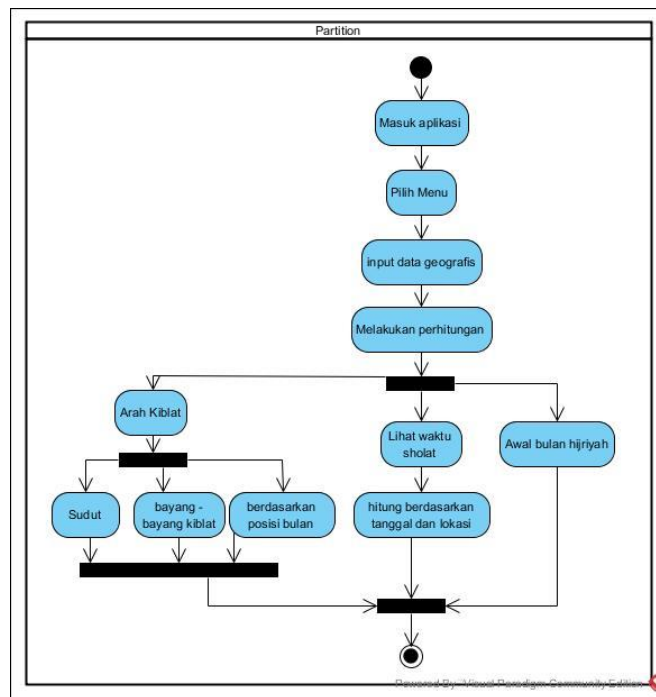 Partition
Masuk aplikasi
Pilih Menu
input data geografis
Melakukan perhitungan
Arah Kiblat
Lihat waktu
sholat
Awal bulan hijriyah
Sudut
bayang -
bayang kiblat
berdasarkan
posisi bulan
hitung berdasarkan
tanggal dan lokasi
Powered By Visual Paradigm Community Edition